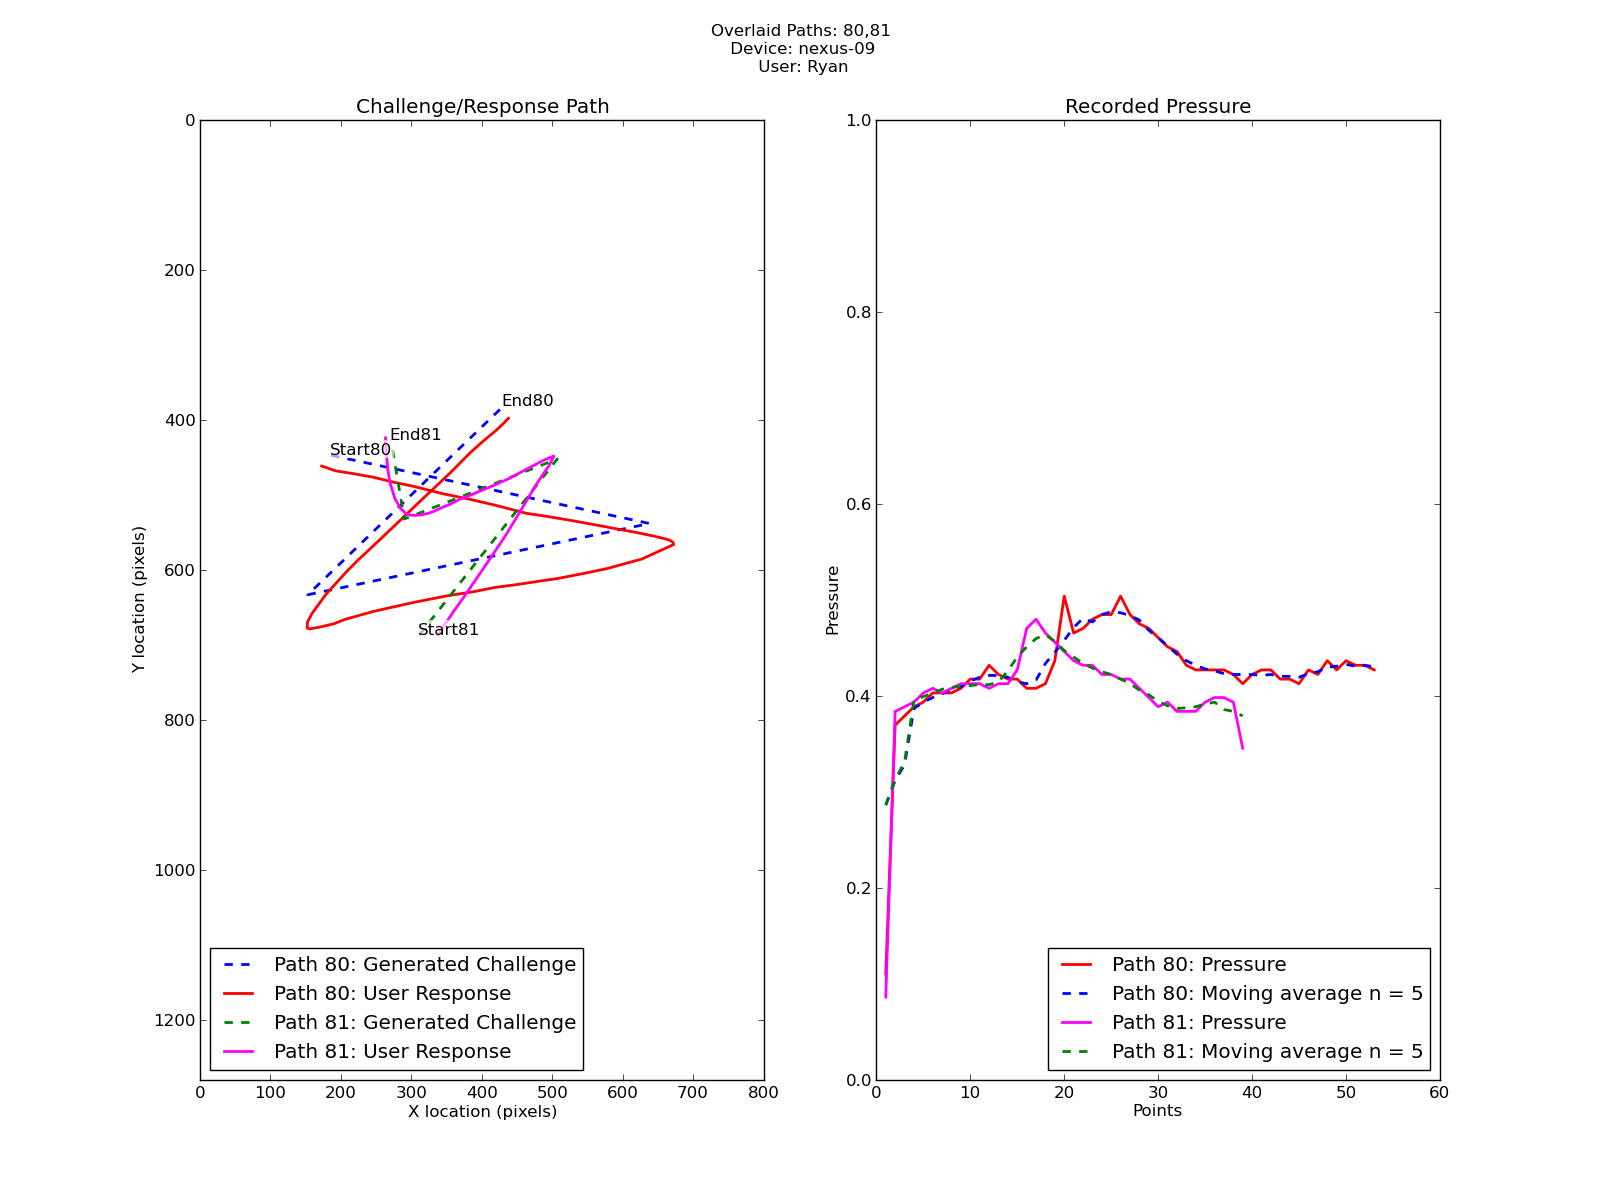 Overlaid Paths: 80,81
Device: nexus-09
User: Ryan
Challenge/Response Path
0
200
400
600
800
1000
1200
Y location (pixels)
End80
End81
Start80
Start81
Path 80: Generated Challenge
Path 80: User Response
Path 81: Generated Challenge
Path 81: User Response
0 100 200 300 400 500 600 700 800
X location (pixels)
Recorded Pressure
1.0
0.8
0.6
0.4
0.2
0.0
Pressure
Path 80: Pressure
Path 80: Moving average n = 5
Path 81: Pressure
Path 81: Moving average n = 5
0 10 20 30 40 50 60
Points